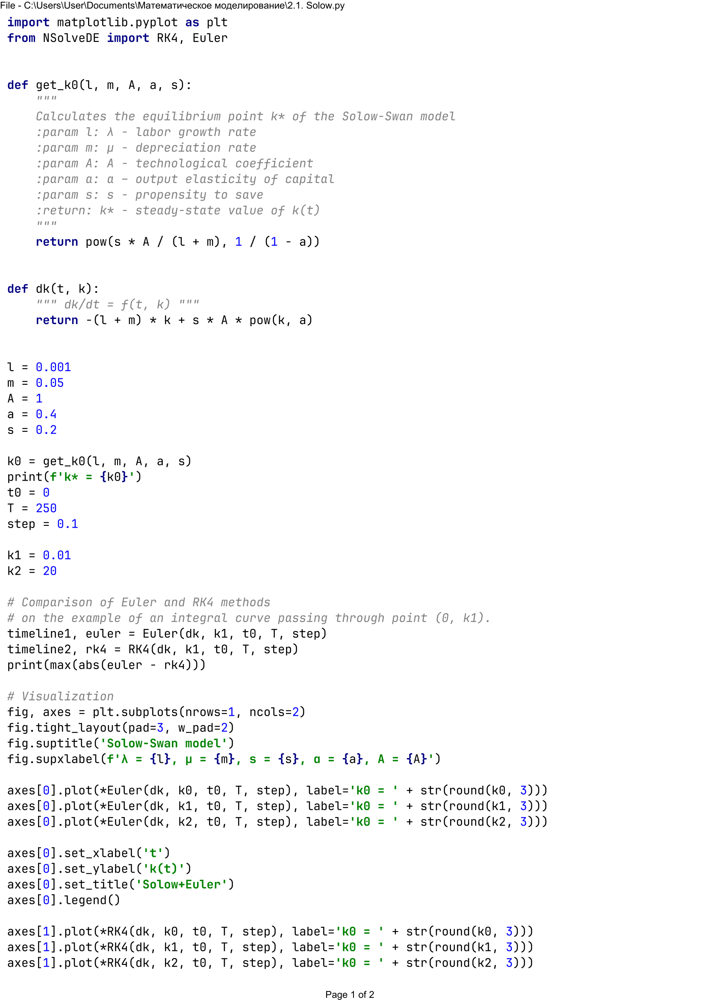 File - C:\Users\User\Documents\Математическое моделирование\2.1. Solow.py
import matplotlib.pyplot as plt
from NSolveDE import RK4, Euler
def get_k0(l, m, A, a, s):
    """
    Calculates the equilibrium point k* of the Solow-Swan model
    :param l: λ - labor growth rate
    :param m: μ - depreciation rate
    :param A: A - technological coefficient
    :param a: α – output elasticity of capital
    :param s: s - propensity to save
    :return: k* - steady-state value of k(t)
    """
    return pow(s * A / (l + m), 1 / (1 - a))
def dk(t, k):
    """ dk/dt = f(t, k) """
    return -(l + m) * k + s * A * pow(k, a)
l = 0.001
m = 0.05
A = 1
a = 0.4
s = 0.2
k0 = get_k0(l, m, A, a, s)
print(f'k* = {k0}')
t0 = 0
T = 250
step = 0.1
k1 = 0.01
k2 = 20
# Comparison of Euler and RK4 methods
# on the example of an integral curve passing through point (0, k1).
timeline1, euler = Euler(dk, k1, t0, T, step)
timeline2, rk4 = RK4(dk, k1, t0, T, step)
print(max(abs(euler - rk4)))
# Visualization
fig, axes = plt.subplots(nrows=1, ncols=2)
fig.tight_layout(pad=3, w_pad=2)
fig.suptitle('Solow-Swan model')
fig.supxlabel(f'λ = {l}, μ = {m}, s = {s}, α = {a}, A = {A}')
axes[0].plot(*Euler(dk, k0, t0, T, step), label='k0 = ' + str(round(k0, 3)))
axes[0].plot(*Euler(dk, k1, t0, T, step), label='k0 = ' + str(round(k1, 3)))
axes[0].plot(*Euler(dk, k2, t0, T, step), label='k0 = ' + str(round(k2, 3)))
axes[0].set_xlabel('t')
axes[0].set_ylabel('k(t)')
axes[0].set_title('Solow+Euler')
axes[0].legend()
axes[1].plot(*RK4(dk, k0, t0, T, step), label='k0 = ' + str(round(k0, 3)))
axes[1].plot(*RK4(dk, k1, t0, T, step), label='k0 = ' + str(round(k1, 3)))
axes[1].plot(*RK4(dk, k2, t0, T, step), label='k0 = ' + str(round(k2, 3)))
Page 1 of 2